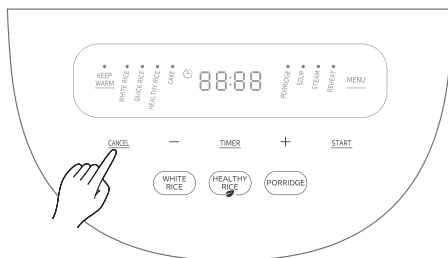 KEEP
WARM
WHITE RICE
QUICK RICE
HEALTHY RICE
CAKE
88:88
PORRIDGE
SOUP
STEAM
REHEAT
MENU
CANCEL
−
TIMER
+
START
WHITE
RICE
HEALTHY
RICE
PORRIDGE